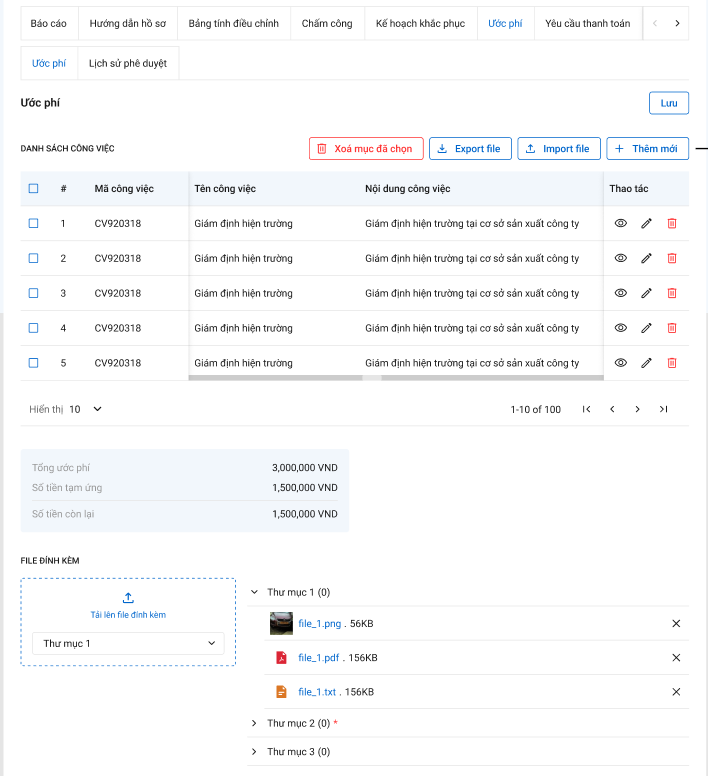 Báo cáo Hướng dẫn hồ sơ Bảng tính điều chỉnh Chấm công Kế hoạch khắc phục Ước phí Yêu cầu thanh toán
Ước phí Lịch sử phê duyệt
Ước phí Lưu
DANH SÁCH CÔNG VIỆC Xoá mục đã chọn Export file Import file Thêm mới
# Mã công việc Tên công việc Nội dung công việc Thao tác
1 CV920318 Giám định hiện trường Giám định hiện trường tại cơ sở sản xuất công ty
2 CV920318 Giám định hiện trường Giám định hiện trường tại cơ sở sản xuất công ty
3 CV920318 Giám định hiện trường Giám định hiện trường tại cơ sở sản xuất công ty
4 CV920318 Giám định hiện trường Giám định hiện trường tại cơ sở sản xuất công ty
5 CV920318 Giám định hiện trường Giám định hiện trường tại cơ sở sản xuất công ty
Hiển thị 10 1-10 of 100
Tổng ước phí 3,000,000 VND
Số tiền tạm ứng 1,500,000 VND
Số tiền còn lại 1,500,000 VND
FILE ĐÍNH KÈM
Tải lên file đính kèm
Thư mục 1
Thư mục 1 (0)
file_1.png . 56KB
file_1.pdf . 156KB
file_1.txt . 156KB
Thư mục 2 (0) *
Thư mục 3 (0)